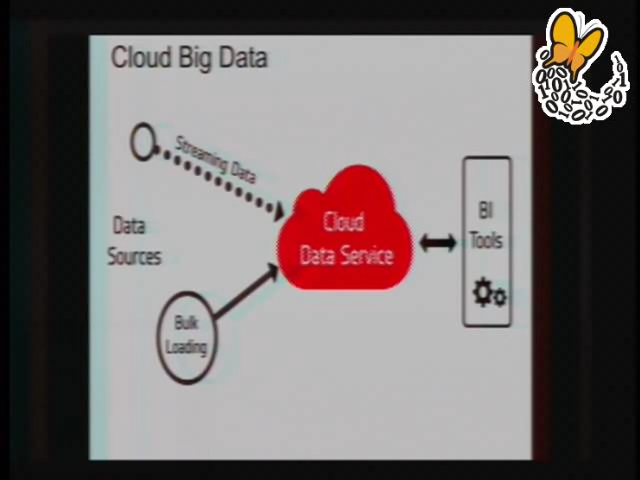 Cloud Big Data
Streaming Data
Data
Sources
Cloud
Data Service
BI
Tools
Bulk
Loading